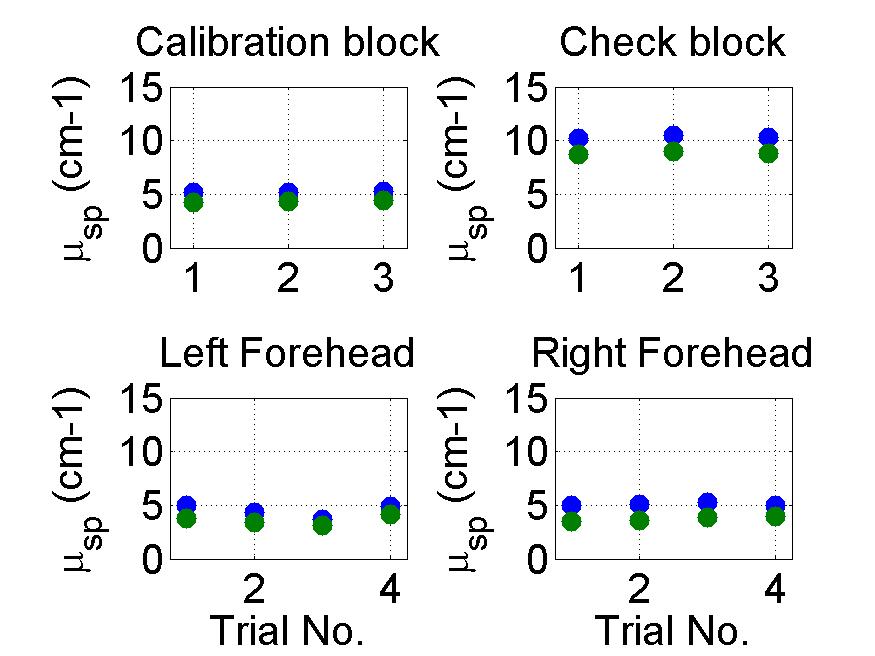 Calibration block
μsp (cm-1)
15
10
5
0
1 2 3
Check block
μsp (cm-1)
15
10
5
0
1 2 3
Left Forehead
μsp (cm-1)
15
10
5
0
2 4
Trial No.
Right Forehead
μsp (cm-1)
15
10
5
0
2 4
Trial No.